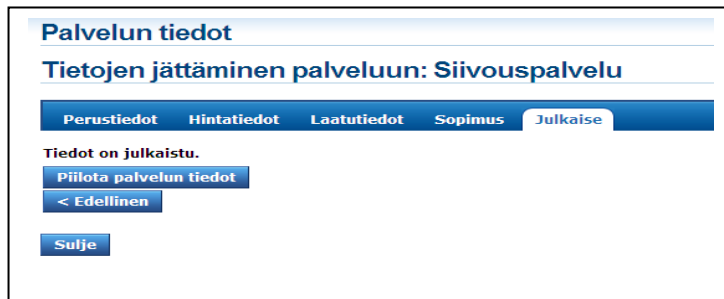 Palvelun tiedot
Tietojen jättäminen palveluun: Siivouspalvelu
Perustiedot Hintatiedot Laatutiedot Sopimus Julkaise
Tiedot on julkaistu.
Piilota palvelun tiedot
< Edellinen
Sulje